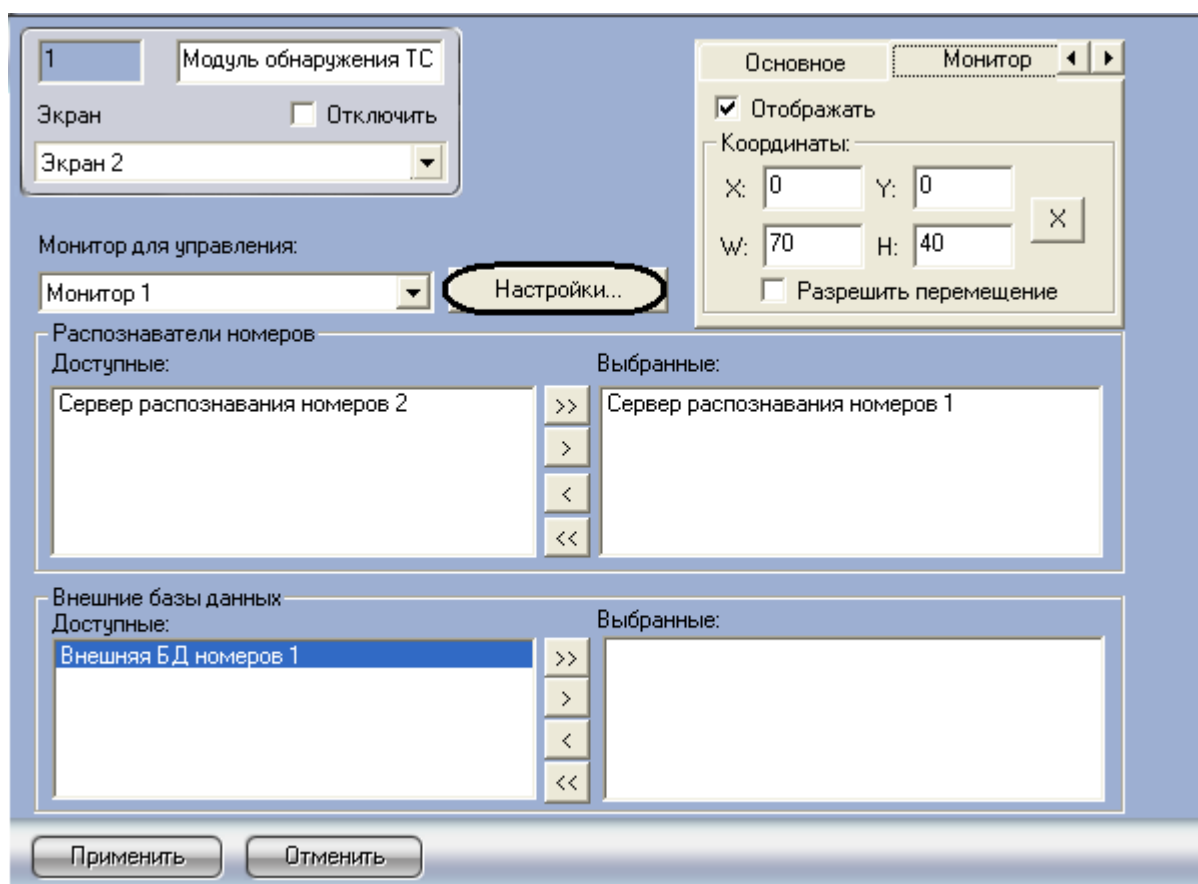 1
Модуль обнаружения ТС
Экран
Отключить
Экран 2
Основное
Монитор
Отображать
Координаты:
X: 0 Y: 0
X
W: 70 H: 40
Разрешить перемещение
Монитор для управления:
Монитор 1
Настройки...
Распознаватели номеров
Доступные:
Выбранные:
Сервер распознавания номеров 2
>>
>
<
<<
Сервер распознавания номеров 1
Внешние базы данных
Доступные:
Выбранные:
Внешняя БД номеров 1
>>
>
<
<<
Применить
Отменить